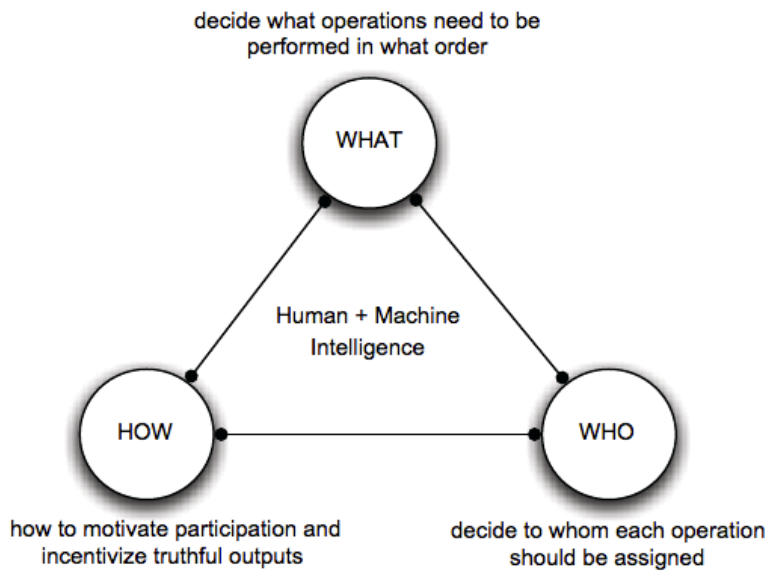 decide what operations need to be
performed in what order
WHAT
Human + Machine
Intelligence
HOW
WHO
how to motivate participation and
incentivize truthful outputs
decide to whom each operation
should be assigned